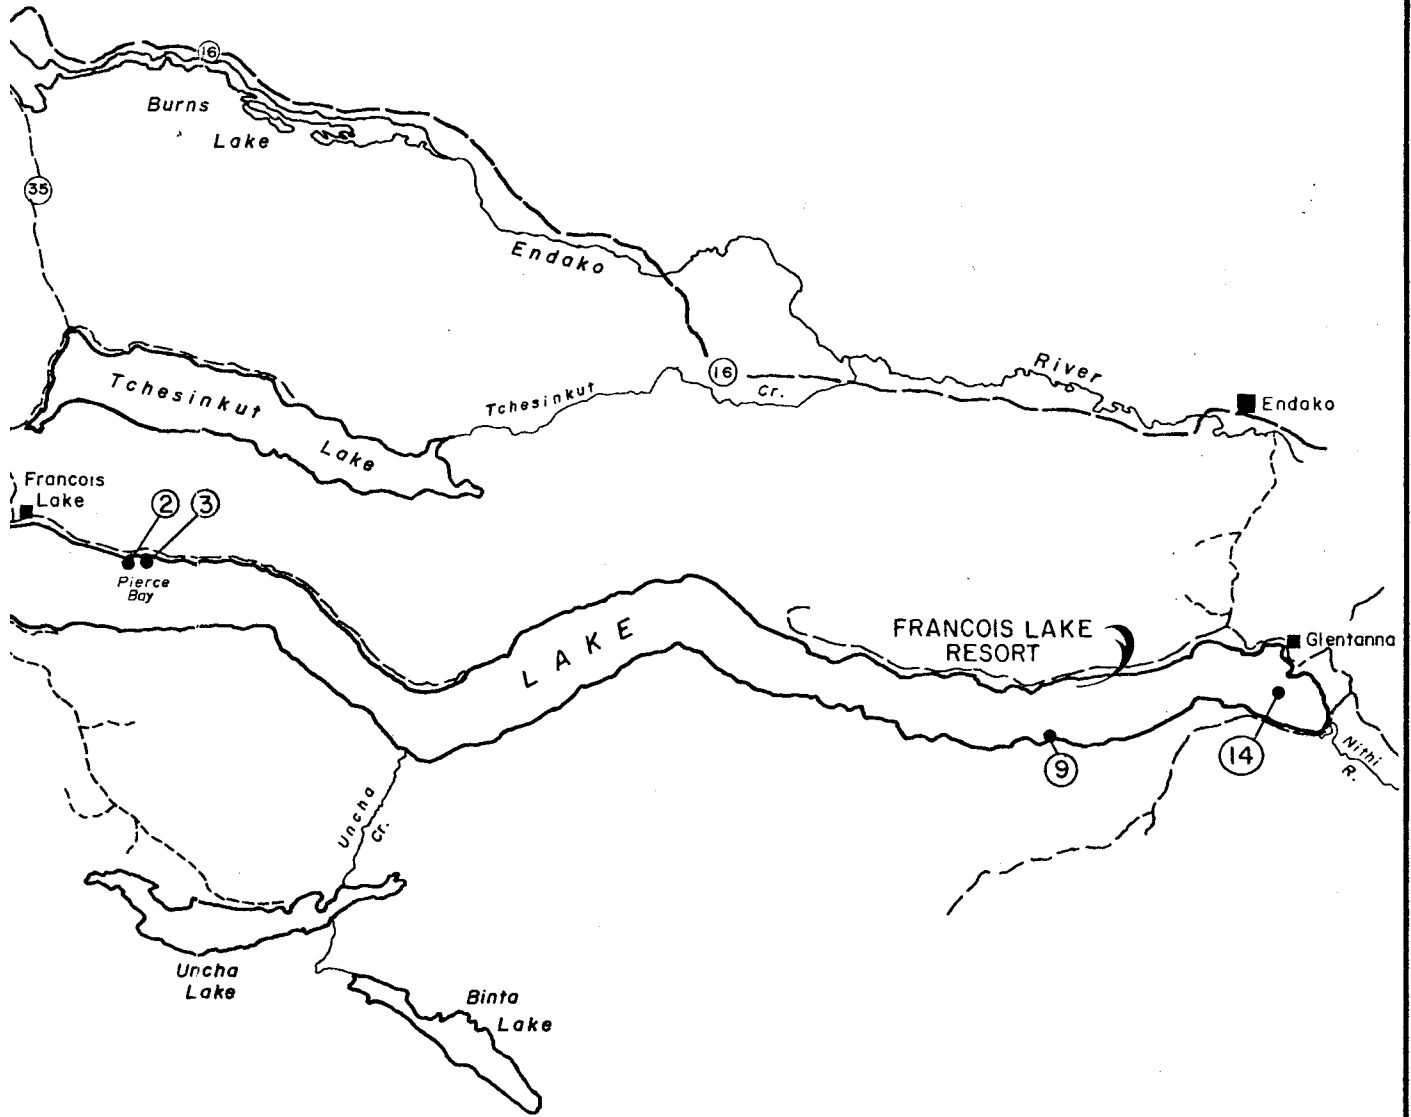 16
Burns
Lake
35
Endako
Tchesinkut
Lake
Tchesinkut
16
Cr.
River
Endako
Francois
Lake
2
3
Pierce
Bay
LAKE
FRANCOIS LAKE
RESORT
Glentanna
9
14
Nithi
R.
Uncha
Cr.
Uncha
Lake
Binta
Lake